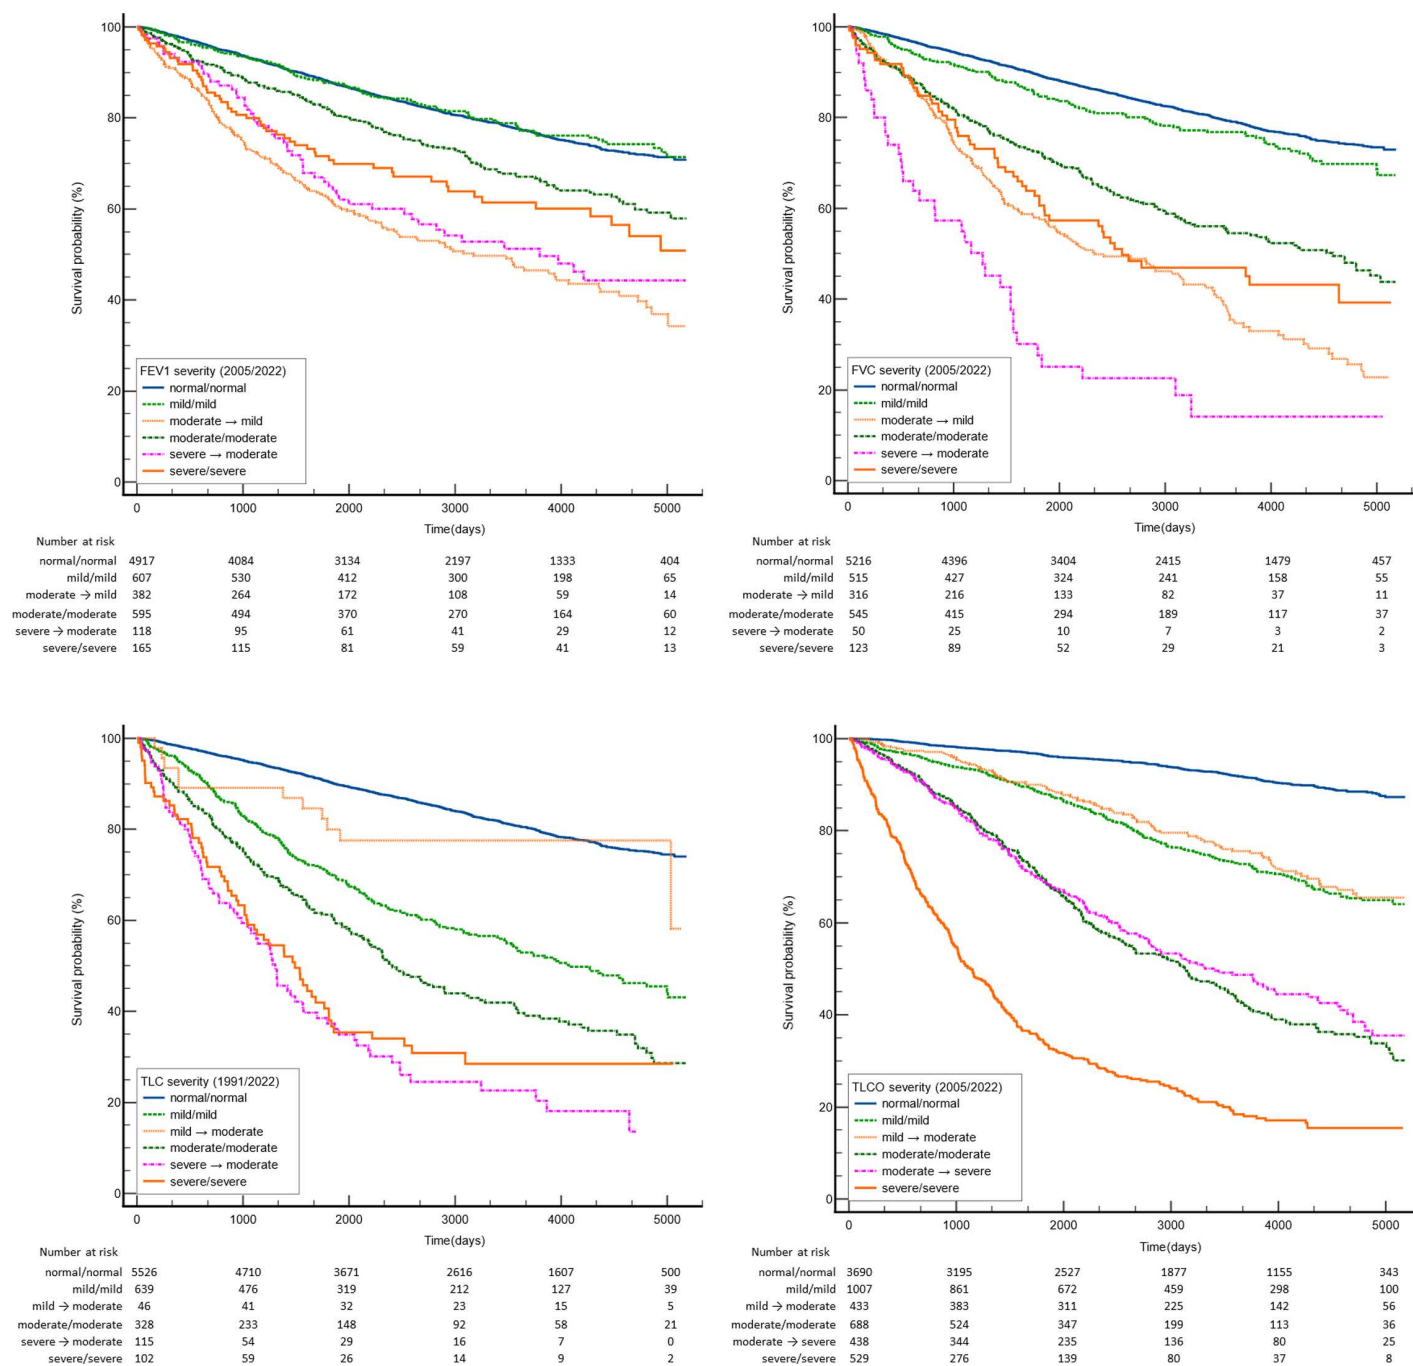 100
80
60
40
20
0
Survival probability (%)
FEV1 severity (2005/2022)
normal/normal
mild/mild
moderate → mild
moderate/moderate
severe → moderate
severe/severe
0 1000 2000 3000 4000 5000
Time(days)
Number at risk
normal/normal 4917 4084 3134 2197 1333 404
mild/mild 607 530 412 300 198 65
moderate → mild 382 264 172 108 59 14
moderate/moderate 595 494 370 270 164 60
severe → moderate 118 95 61 41 29 12
severe/severe 165 115 81 59 41 13
100
80
60
40
20
0
Survival probability (%)
FVC severity (2005/2022)
normal/normal
mild/mild
moderate → mild
moderate/moderate
severe → moderate
severe/severe
0 1000 2000 3000 4000 5000
Time(days)
Number at risk
normal/normal 5216 4396 3404 2415 1479 457
mild/mild 515 427 324 241 158 55
moderate → mild 316 216 133 82 37 11
moderate/moderate 545 415 294 189 117 37
severe → moderate 50 25 10 7 3 2
severe/severe 123 89 52 29 21 3
100
80
60
40
20
0
Survival probability (%)
TLC severity (1991/2022)
normal/normal
mild/mild
mild → moderate
moderate/moderate
severe → moderate
severe/severe
0 1000 2000 3000 4000 5000
Time(days)
Number at risk
normal/normal 5526 4710 3671 2616 1607 500
mild/mild 639 476 319 212 127 39
mild → moderate 46 41 32 23 15 5
moderate/moderate 328 233 148 92 58 21
severe → moderate 115 54 29 16 7 0
severe/severe 102 59 26 14 9 2
100
80
60
40
20
0
Survival probability (%)
TLCO severity (2005/2022)
normal/normal
mild/mild
mild → moderate
moderate/moderate
moderate → severe
severe/severe
0 1000 2000 3000 4000 5000
Time(days)
Number at risk
normal/normal 3690 3195 2527 1877 1155 343
mild/mild 1007 861 672 459 298 100
mild → moderate 433 383 311 225 142 56
moderate/moderate 688 524 347 199 113 36
moderate → severe 438 344 235 136 80 25
severe/severe 529 276 139 80 37 8